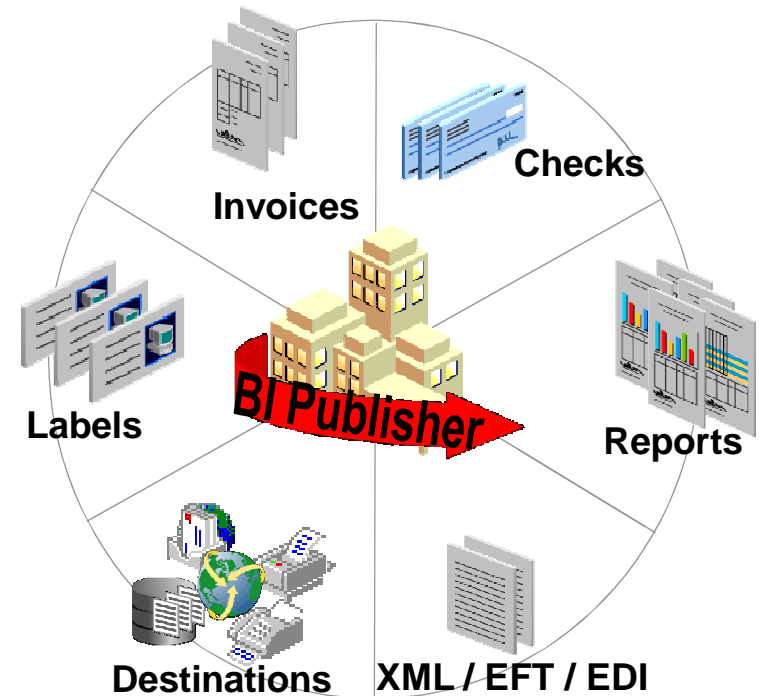 Invoices
Checks
Labels
BI Publisher
Reports
Destinations
XML / EFT / EDI